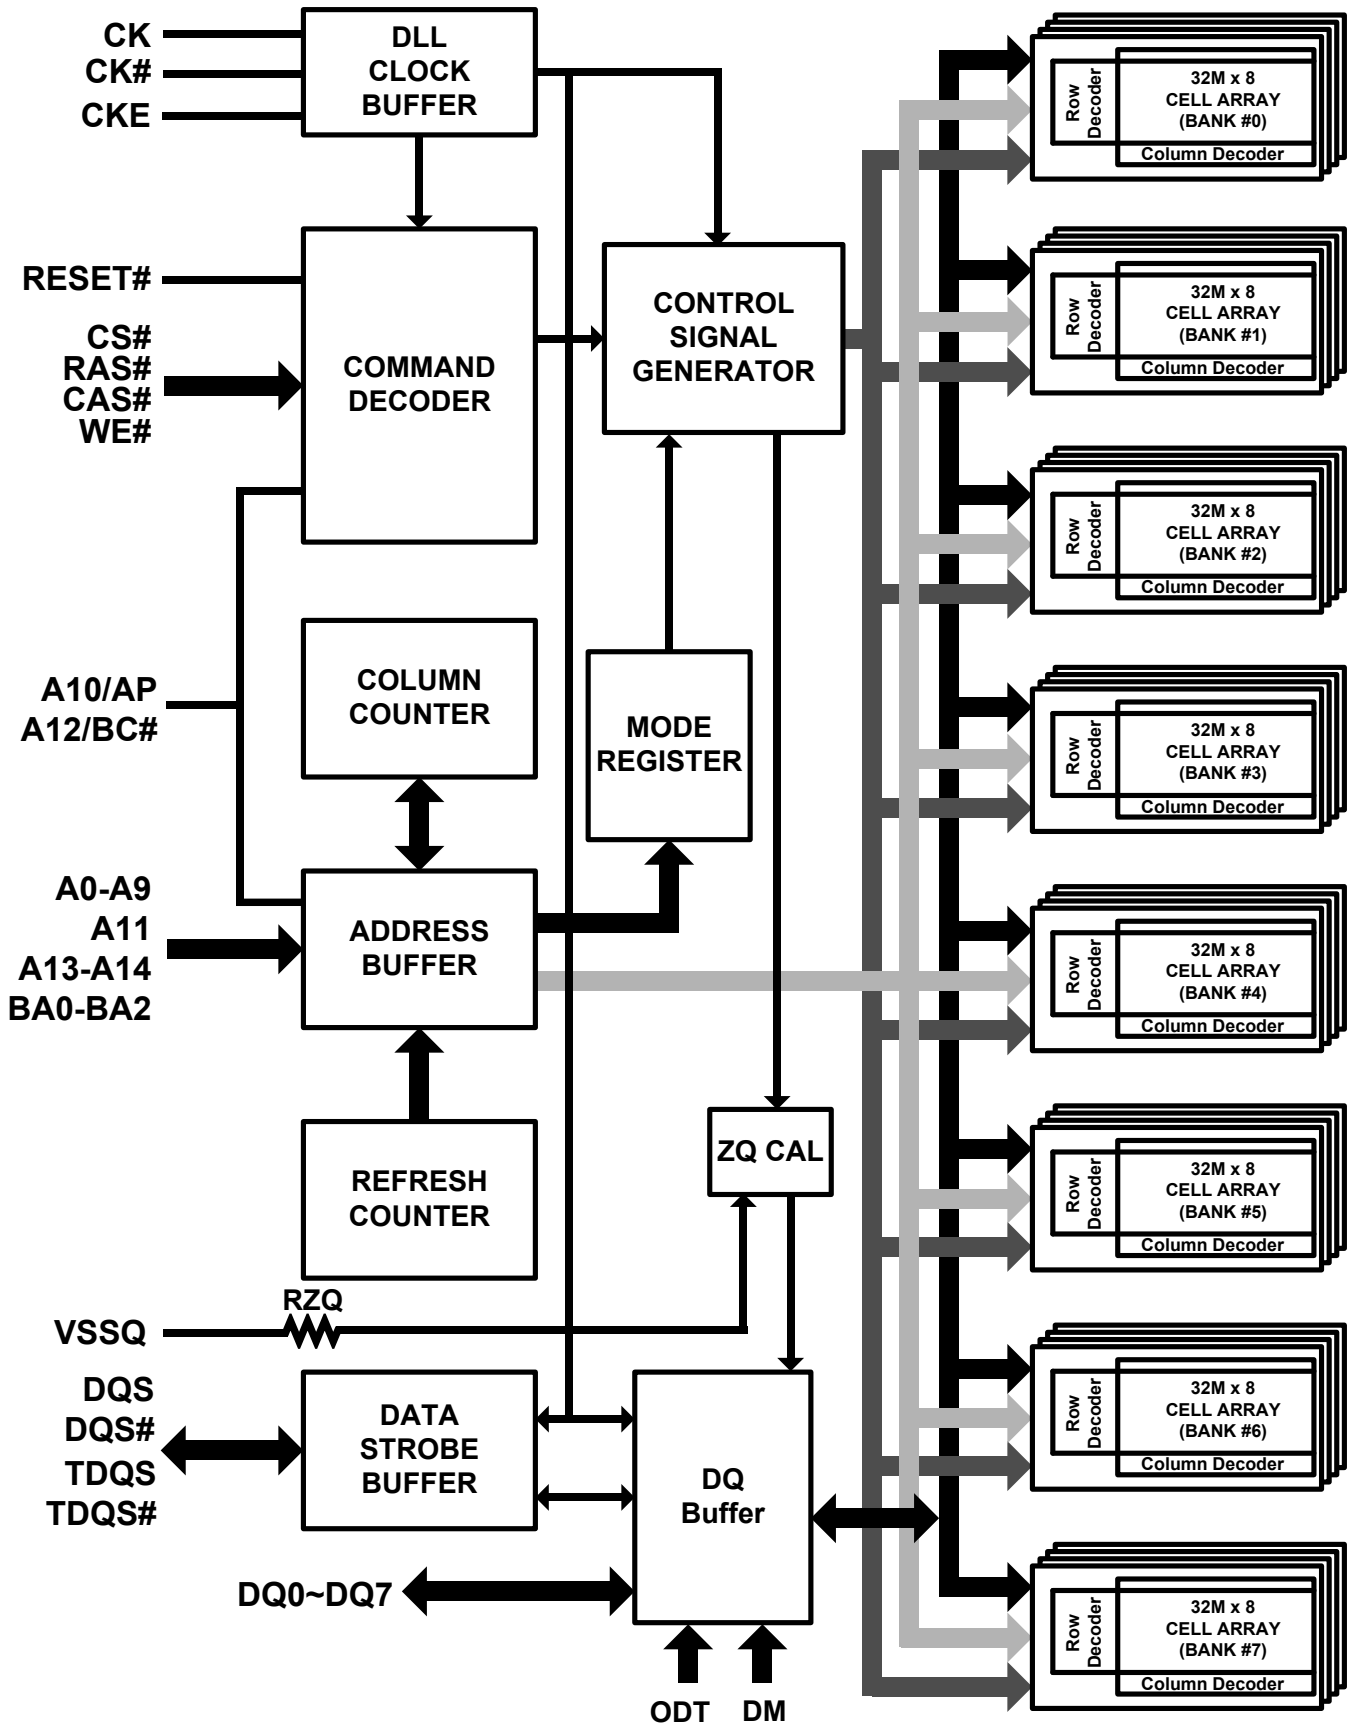 CK
CK#
CKE
DLL
CLOCK
BUFFER
RESET#
CS#
RAS#
CAS#
WE#
COMMAND
DECODER
CONTROL
SIGNAL
GENERATOR
A10/AP
A12/BC#
COLUMN
COUNTER
MODE
REGISTER
A0-A9
A11
A13-A14
BA0-BA2
ADDRESS
BUFFER
REFRESH
COUNTER
ZQ CAL
RZQ
VSSQ
DQS
DQS#
TDQS
TDQS#
DATA
STROBE
BUFFER
DQ
Buffer
DQ0~DQ7
ODT
DM
Row
Decoder
32M x 8
CELL ARRAY
(BANK #0)
Column Decoder
Row
Decoder
32M x 8
CELL ARRAY
(BANK #1)
Column Decoder
Row
Decoder
32M x 8
CELL ARRAY
(BANK #2)
Column Decoder
Row
Decoder
32M x 8
CELL ARRAY
(BANK #3)
Column Decoder
Row
Decoder
32M x 8
CELL ARRAY
(BANK #4)
Column Decoder
Row
Decoder
32M x 8
CELL ARRAY
(BANK #5)
Column Decoder
Row
Decoder
32M x 8
CELL ARRAY
(BANK #6)
Column Decoder
Row
Decoder
32M x 8
CELL ARRAY
(BANK #7)
Column Decoder